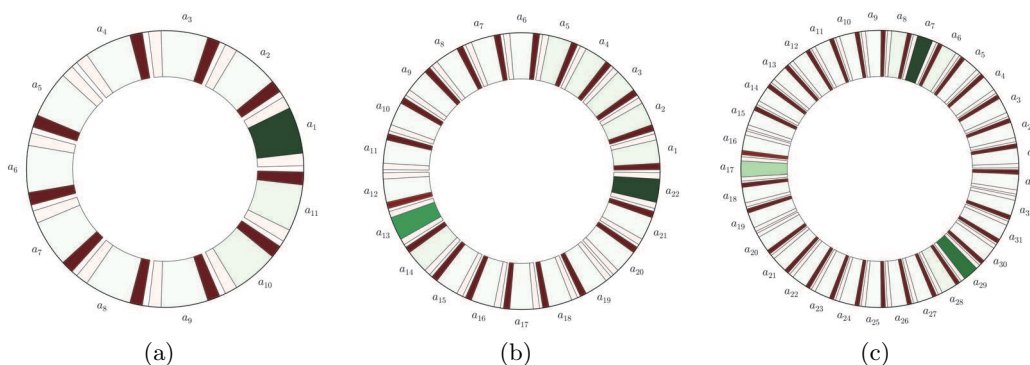 a₃
a₂
a₁
a₁₁
a₁₀
a₉
a₈
a₇
a₆
a₅
a₄
(a)
a₆
a₅
a₄
a₃
a₂
a₁
a₂₂
a₂₁
a₂₀
a₁₉
a₁₈
a₁₇
a₁₆
a₁₅
a₁₄
a₁₃
a₁₂
a₁₁
a₁₀
a₉
a₈
a₇
(b)
a₉
a₈
a₇
a₆
a₅
a₄
a₃
a₃₁
a₃₀
a₂₉
a₂₈
a₂₇
a₂₆
a₂₅
a₂₄
a₂₃
a₂₂
a₂₁
a₂₀
a₁₉
a₁₈
a₁₇
a₁₆
a₁₅
a₁₄
a₁₃
a₁₂
a₁₁
a₁₀
(c)